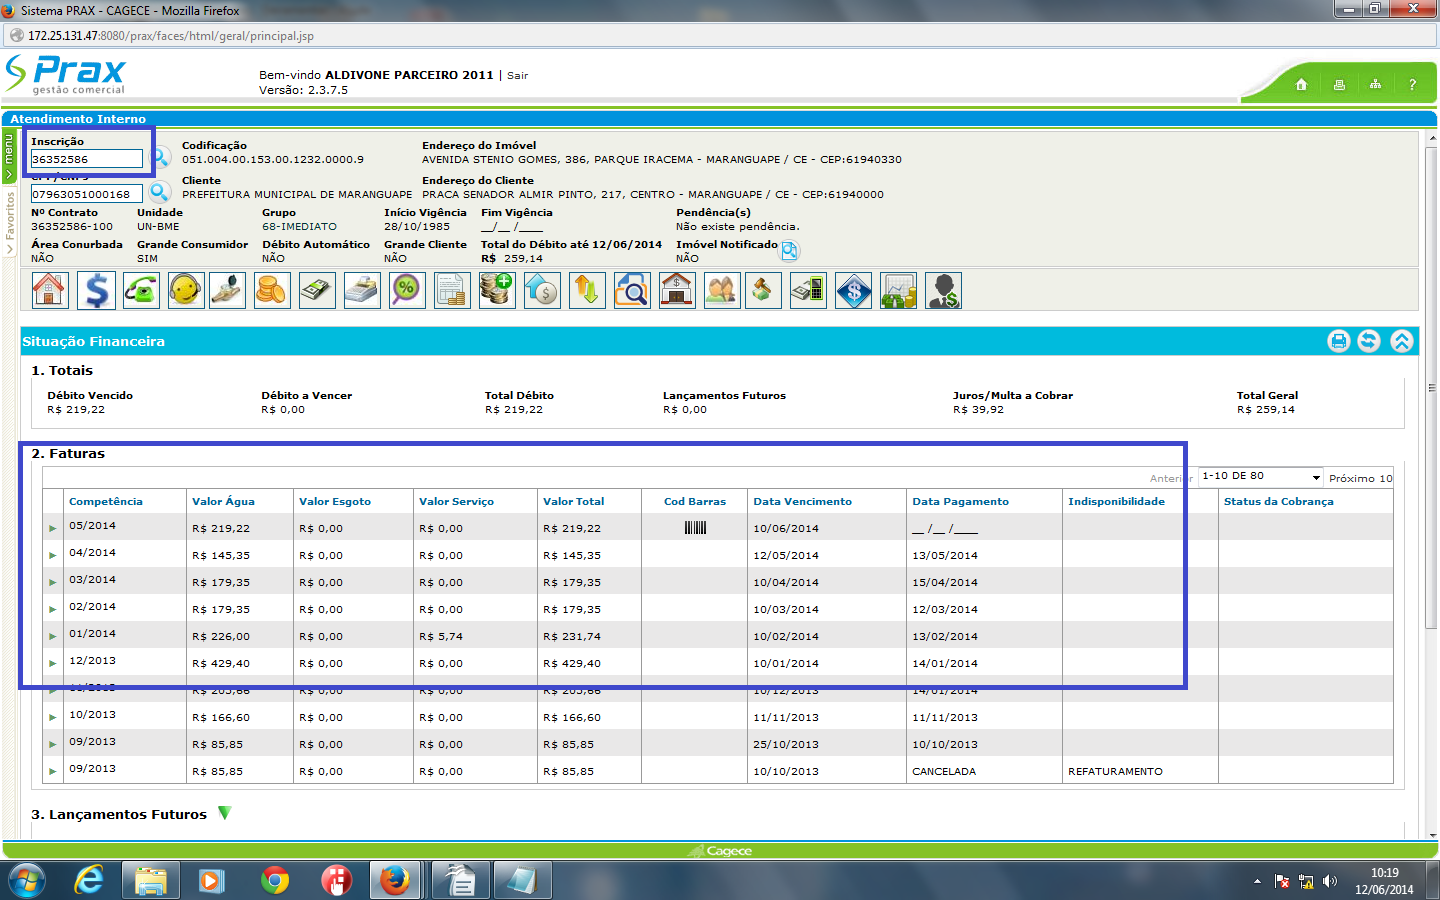 Sistema PRAX - CAGECE - Mozilla Firefox
172.25.131.47:8080/prax/faces/html/geral/principal.jsp
Prax
gestão comercial
Bem-vindo ALDIVONE PARCEIRO 2011 | Sair
Versão: 2.3.7.5
?
Atendimento Interno
menu
Favoritos
Inscrição Codificação Endereço do Imóvel
36352586 051.004.00.153.00.1232.0000.9 AVENIDA STENIO GOMES, 386, PARQUE IRACEMA - MARANGUAPE / CE - CEP:61940330
Cliente Endereço do Cliente
07963051000168 PREFEITURA MUNICIPAL DE MARANGUAPE PRACA SENADOR ALMIR PINTO, 217, CENTRO - MARANGUAPE / CE - CEP:61940000
Nº Contrato Unidade Grupo Início Vigência Fim Vigência Pendência(s)
36352586-100 UN-BME 68-IMEDIATO 28/10/1985 __/__ /____ Não existe pendência.
Área Conurbada Grande Consumidor Débito Automático Grande Cliente Total do Débito até 12/06/2014 Imóvel Notificado
NÃO SIM NÃO NÃO R$ 259,14 NÃO
Situação Financeira
1. Totais
Débito Vencido Débito a Vencer Total Débito Lançamentos Futuros Juros/Multa a Cobrar Total Geral
R$ 219,22 R$ 0,00 R$ 219,22 R$ 0,00 R$ 39,92 R$ 259,14
2. Faturas
Anterior 1-10 DE 80 Próximo 10
Competência Valor Água Valor Esgoto Valor Serviço Valor Total Cod Barras Data Vencimento Data Pagamento Indisponibilidade Status da Cobrança
05/2014 R$ 219,22 R$ 0,00 R$ 0,00 R$ 219,22 10/06/2014 __ /__ /____
04/2014 R$ 145,35 R$ 0,00 R$ 0,00 R$ 145,35 12/05/2014 13/05/2014
03/2014 R$ 179,35 R$ 0,00 R$ 0,00 R$ 179,35 10/04/2014 15/04/2014
02/2014 R$ 179,35 R$ 0,00 R$ 0,00 R$ 179,35 10/03/2014 12/03/2014
01/2014 R$ 226,00 R$ 0,00 R$ 5,74 R$ 231,74 10/02/2014 13/02/2014
12/2013 R$ 429,40 R$ 0,00 R$ 0,00 R$ 429,40 10/01/2014 14/01/2014
11/2013 R$ 205,66 R$ 0,00 R$ 0,00 R$ 205,66 10/12/2013 14/01/2014
10/2013 R$ 166,60 R$ 0,00 R$ 0,00 R$ 166,60 11/11/2013 11/11/2013
09/2013 R$ 85,85 R$ 0,00 R$ 0,00 R$ 85,85 25/10/2013 10/10/2013
09/2013 R$ 85,85 R$ 0,00 R$ 0,00 R$ 85,85 10/10/2013 CANCELADA REFATURAMENTO
3. Lançamentos Futuros
Cagece
10:19
12/06/2014